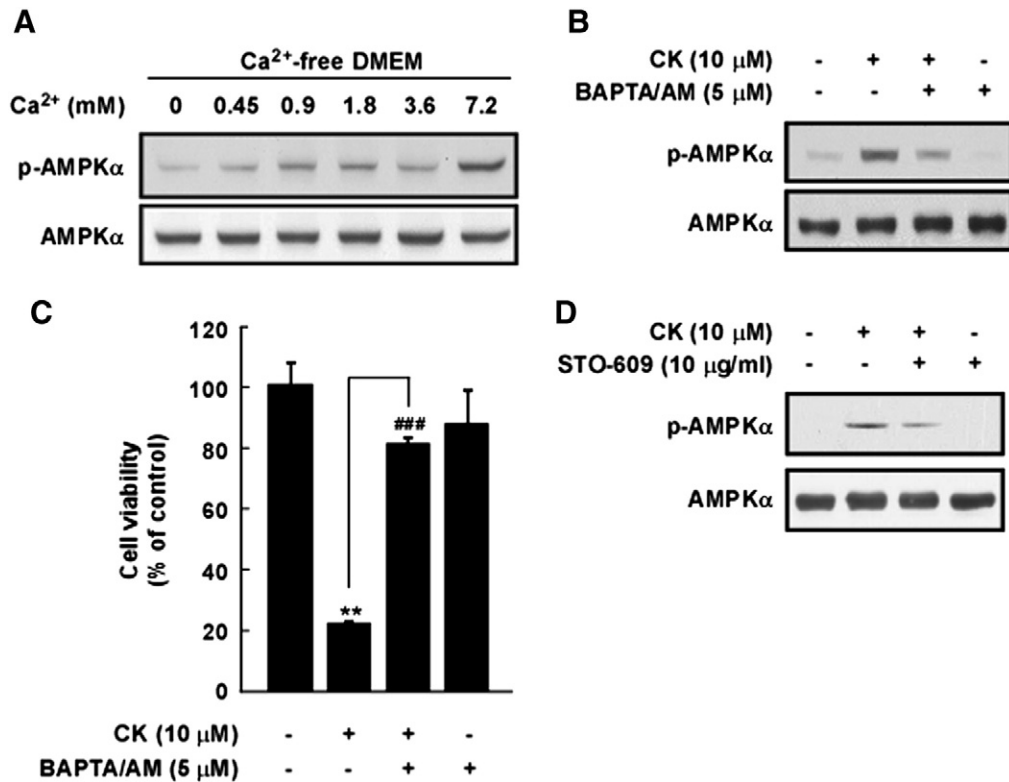 A
Ca²⁺-free DMEM
Ca²⁺ (mM) 0 0.45 0.9 1.8 3.6 7.2
p-AMPKα
AMPKα
B
CK (10 μM) - + + -
BAPTA/AM (5 μM) - - + +
p-AMPKα
AMPKα
C
120
100
80
60
40
20
0
Cell viability
(% of control)
**
###
CK (10 μM) - + + -
BAPTA/AM (5 μM) - - + +
D
CK (10 μM) - + + -
STO-609 (10 μg/ml) - - + +
p-AMPKα
AMPKα